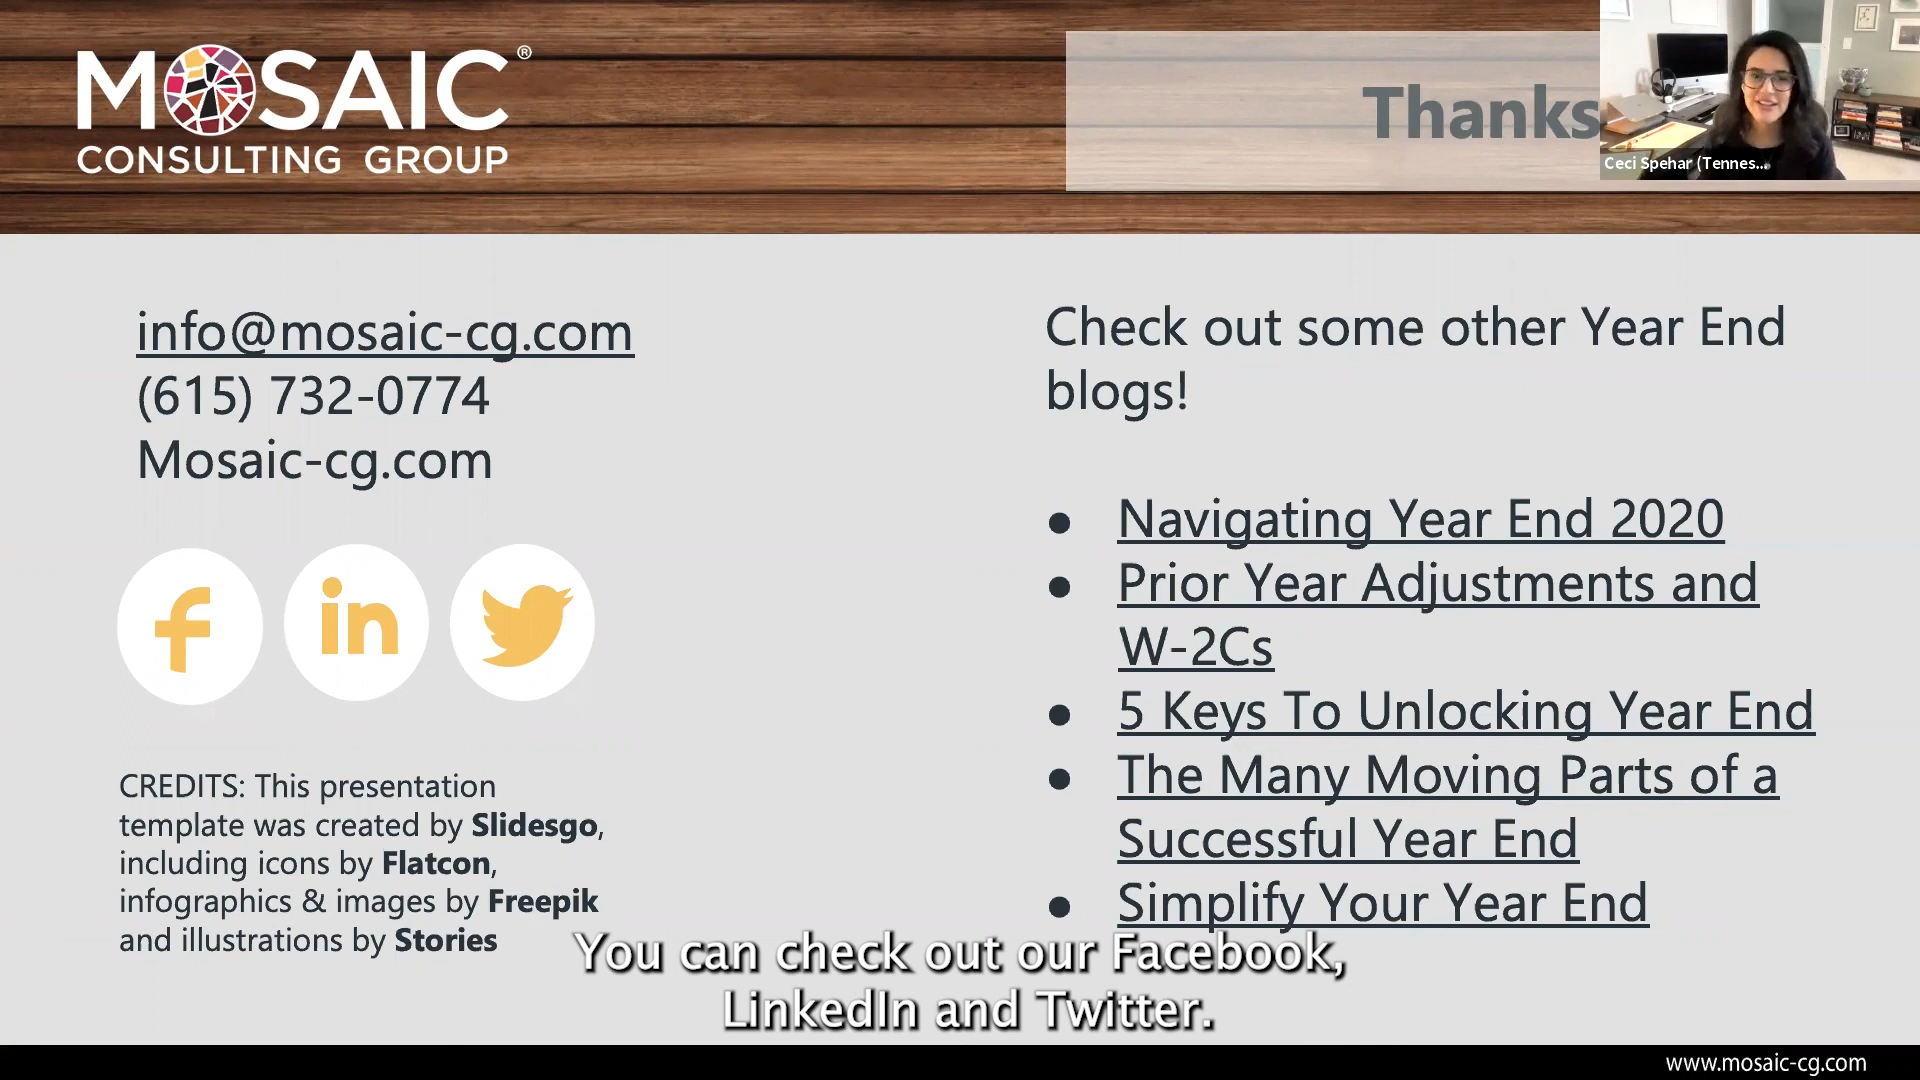 MOSAIC®
CONSULTING GROUP
Thanks
Ceci Spehar (Tennes...
info@mosaic-cg.com
(615) 732-0774
Mosaic-cg.com
f
in
CREDITS: This presentation
template was created by Slidesgo,
including icons by Flatcon,
infographics & images by Freepik
and illustrations by Stories
Check out some other Year End
blogs!
● Navigating Year End 2020
● Prior Year Adjustments and
W-2Cs
● 5 Keys To Unlocking Year End
● The Many Moving Parts of a
Successful Year End
● Simplify Your Year End
You can check out our Facebook,
LinkedIn and Twitter.
www.mosaic-cg.com